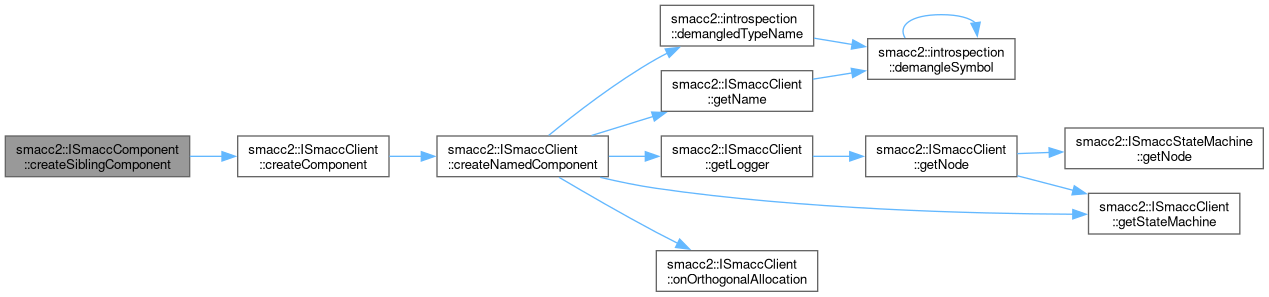 smacc2::ISmaccComponent
::createSiblingComponent
smacc2::ISmaccClient
::createComponent
smacc2::ISmaccClient
::createNamedComponent
smacc2::introspection
::demangledTypeName
smacc2::ISmaccClient
::getName
smacc2::introspection
::demangleSymbol
smacc2::ISmaccClient
::getLogger
smacc2::ISmaccClient
::getNode
smacc2::ISmaccStateMachine
::getNode
smacc2::ISmaccClient
::getStateMachine
smacc2::ISmaccClient
::onOrthogonalAllocation